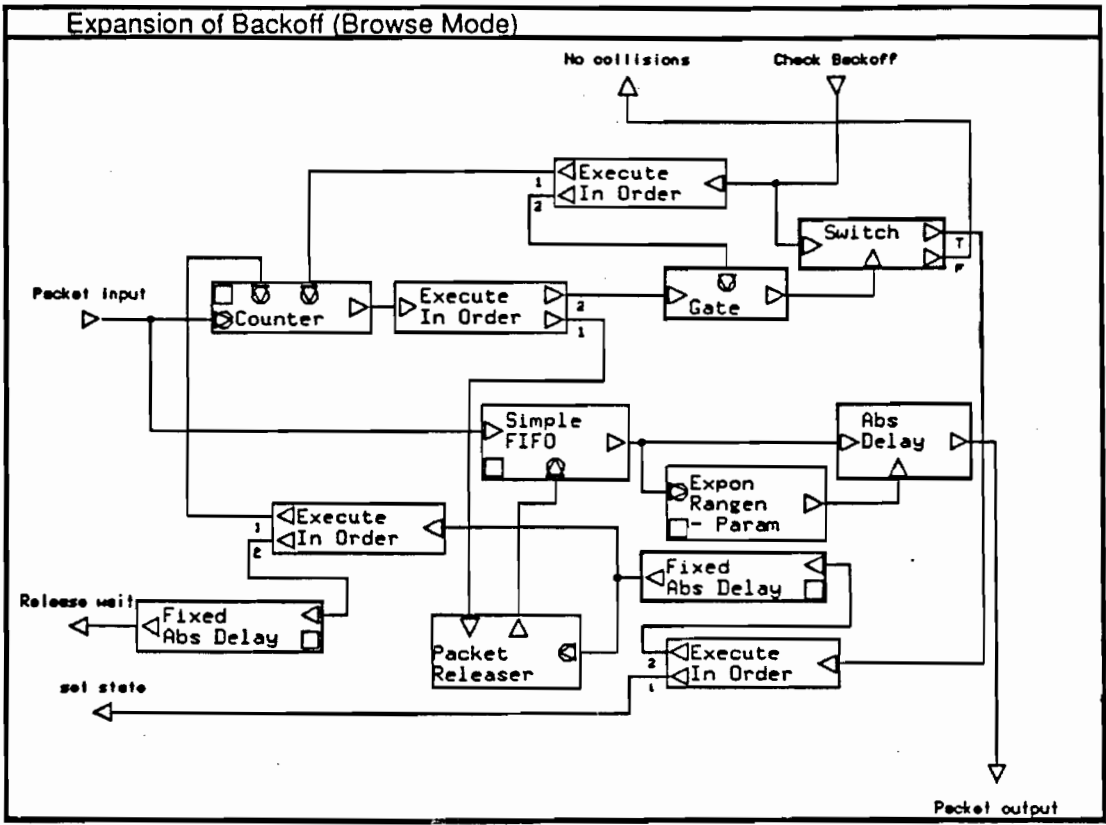 Expansion of Backoff (Browse Mode)
No collisions
Check Backoff
Execute
In Order
1
2
Switch
T
F
Packet input
Counter
Execute
In Order
2
1
Gate
Simple
FIFO
Abs
Delay
Expon
Rangen
- Param
Execute
In Order
1
2
Fixed
Abs Delay
Release wait
Fixed
Abs Delay
Packet
Releaser
Execute
In Order
2
1
set state
Packet output